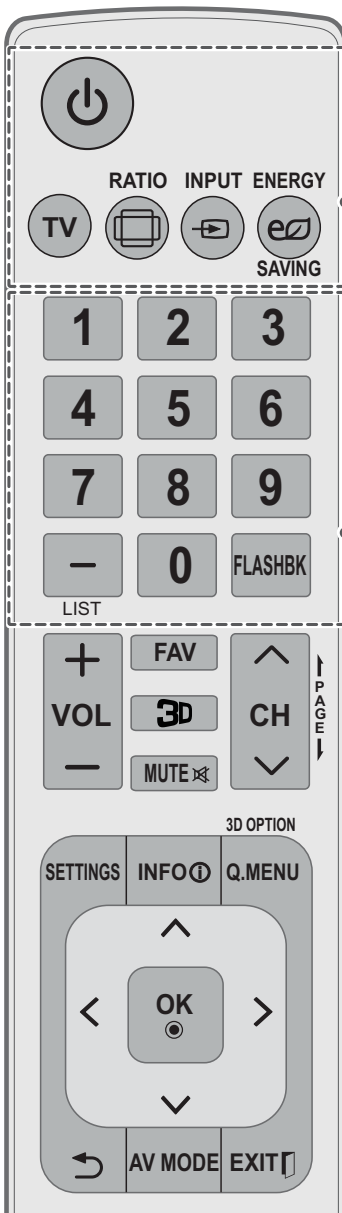 RATIO INPUT ENERGY
TV
SAVING
1 2 3
4 5 6
7 8 9
- 0 FLASHBK
LIST
+ FAV
VOL 3D CH PAGE
- MUTE
3D OPTION
SETTINGS INFO Q.MENU
OK
AV MODE EXIT